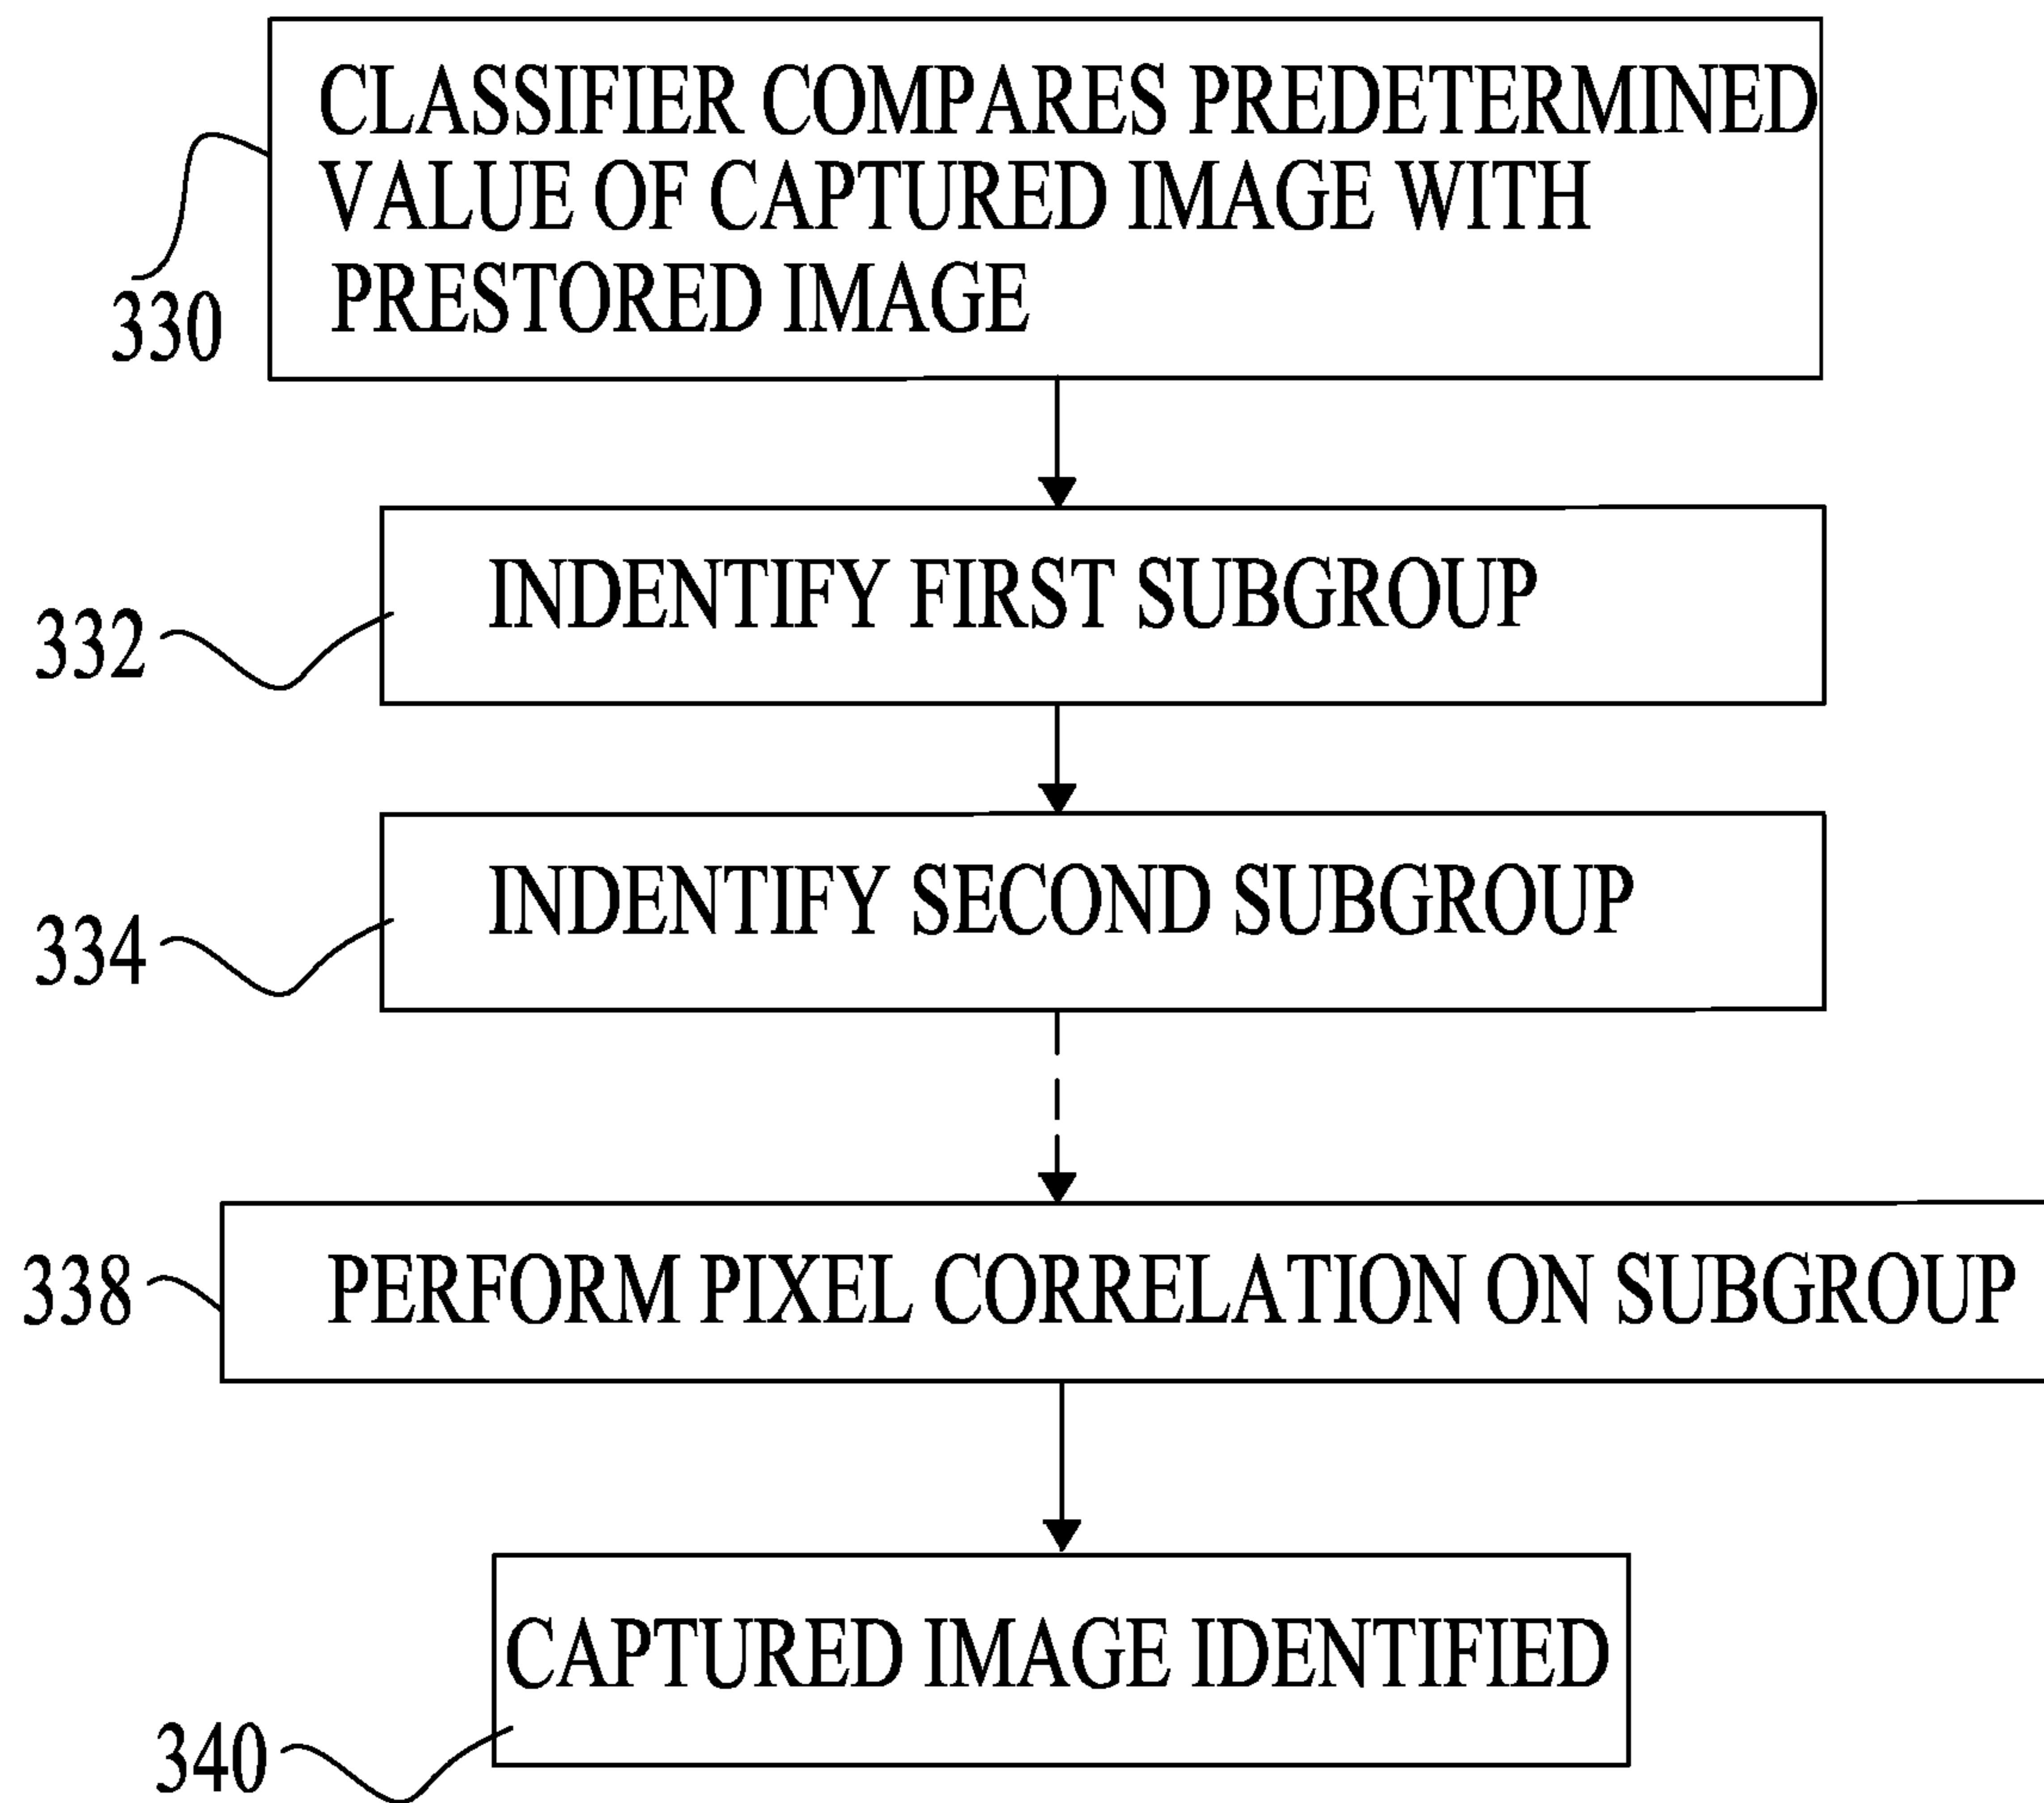 CLASSIFIER COMPARES PREDETERMINED
VALUE OF CAPTURED IMAGE WITH
PRESTORED IMAGE
330
INDENTIFY FIRST SUBGROUP
332
INDENTIFY SECOND SUBGROUP
334
PERFORM PIXEL CORRELATION ON SUBGROUP
338
CAPTURED IMAGE IDENTIFIED
340